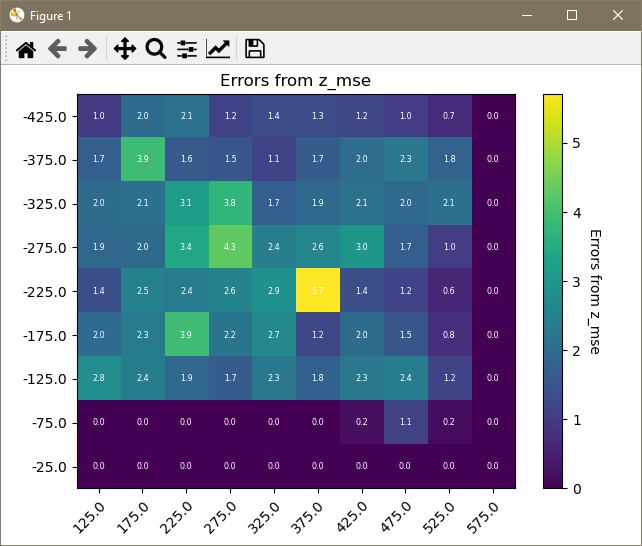 Figure 1
Errors from z_mse
-425.0 1.0 2.0 2.1 1.2 1.4 1.3 1.2 1.0 0.7 0.0
-375.0 1.7 3.9 1.6 1.5 1.1 1.7 2.0 2.3 1.8 0.0
-325.0 2.0 2.1 3.1 3.8 1.7 1.9 2.1 2.0 2.1 0.0
-275.0 1.9 2.0 3.4 4.3 2.4 2.6 3.0 1.7 1.0 0.0
-225.0 1.4 2.5 2.4 2.6 2.9 5.7 1.4 1.2 0.6 0.0
-175.0 2.0 2.3 3.9 2.2 2.7 1.2 2.0 1.5 0.8 0.0
-125.0 2.8 2.4 1.9 1.7 2.3 1.8 2.3 2.4 1.2 0.0
-75.0 0.0 0.0 0.0 0.0 0.0 0.0 0.2 1.1 0.2 0.0
-25.0 0.0 0.0 0.0 0.0 0.0 0.0 0.0 0.0 0.0 0.0
125.0 175.0 225.0 275.0 325.0 375.0 425.0 475.0 525.0 575.0
5
4
3
2
1
0
Errors from z_mse